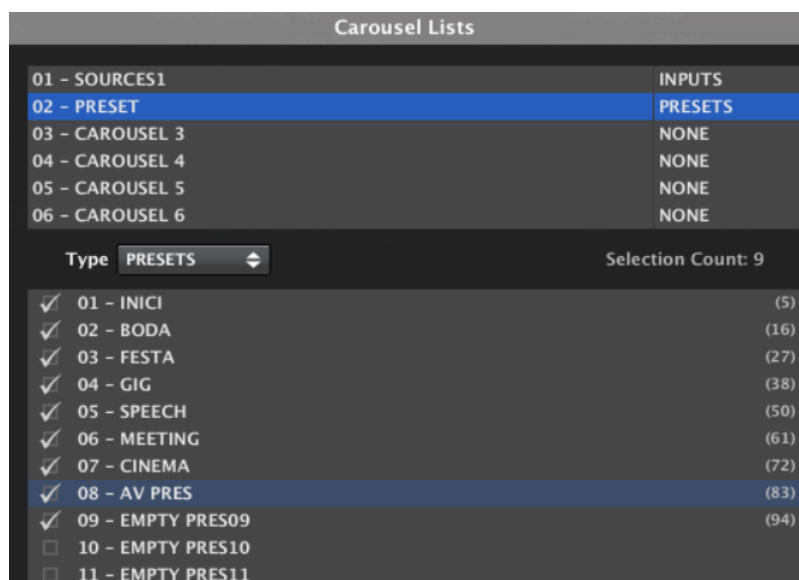 Carousel Lists
01 – SOURCES1 INPUTS
02 – PRESET PRESETS
03 – CAROUSEL 3 NONE
04 – CAROUSEL 4 NONE
05 – CAROUSEL 5 NONE
06 – CAROUSEL 6 NONE
Type PRESETS Selection Count: 9
01 – INICI (5)
02 – BODA (16)
03 – FESTA (27)
04 – GIG (38)
05 – SPEECH (50)
06 – MEETING (61)
07 – CINEMA (72)
08 – AV PRES (83)
09 – EMPTY PRES09 (94)
10 – EMPTY PRES10
11 – EMPTY PRES11